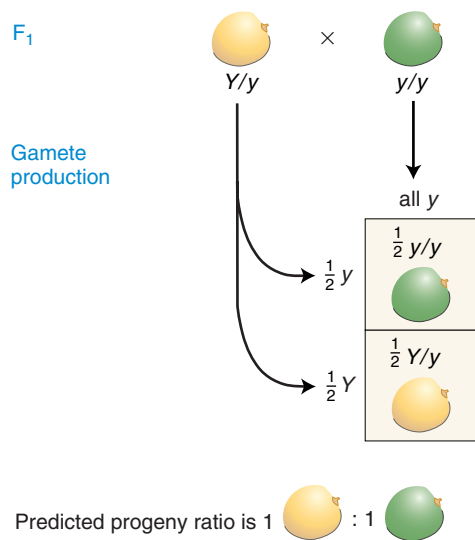 F₁
×
Y/y
y/y
Gamete
production
all y
½ y/y
½ y
½ Y/y
½ Y
Predicted progeny ratio is 1 : 1